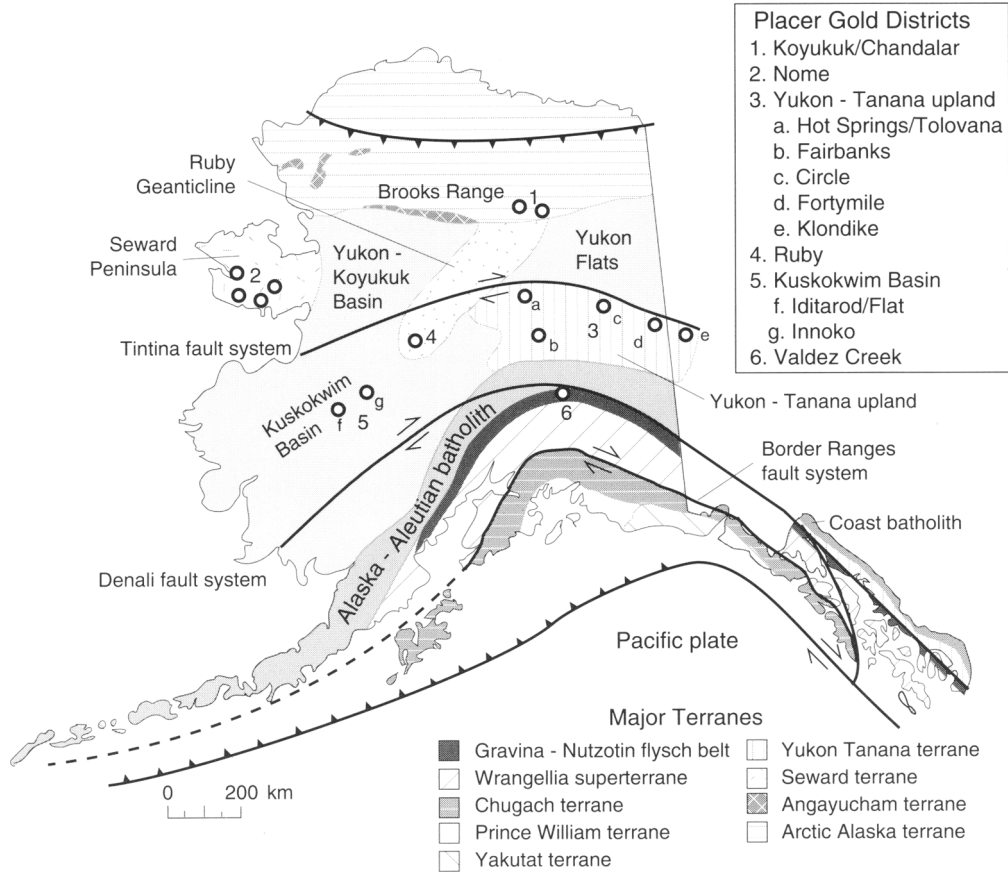 Placer Gold Districts
1. Koyukuk/Chandalar
2. Nome
3. Yukon - Tanana upland
a. Hot Springs/Tolovana
b. Fairbanks
c. Circle
d. Fortymile
e. Klondike
4. Ruby
5. Kuskokwim Basin
f. Iditarod/Flat
g. Innoko
6. Valdez Creek
Ruby
Geanticline
Brooks Range
1
Seward
Peninsula
2
Yukon -
Koyukuk
Basin
Yukon
Flats
a
c
3
d
e
b
4
Tintina fault system
Yukon - Tanana upland
Kuskokwim
Basin
g
f
5
6
Border Ranges
fault system
Alaska - Aleutian batholith
Coast batholith
Denali fault system
Pacific plate
Major Terranes
Gravina - Nutzotin flysch belt
Wrangellia superterrane
Chugach terrane
Prince William terrane
Yakutat terrane
Yukon Tanana terrane
Seward terrane
Angayucham terrane
Arctic Alaska terrane
0 200 km